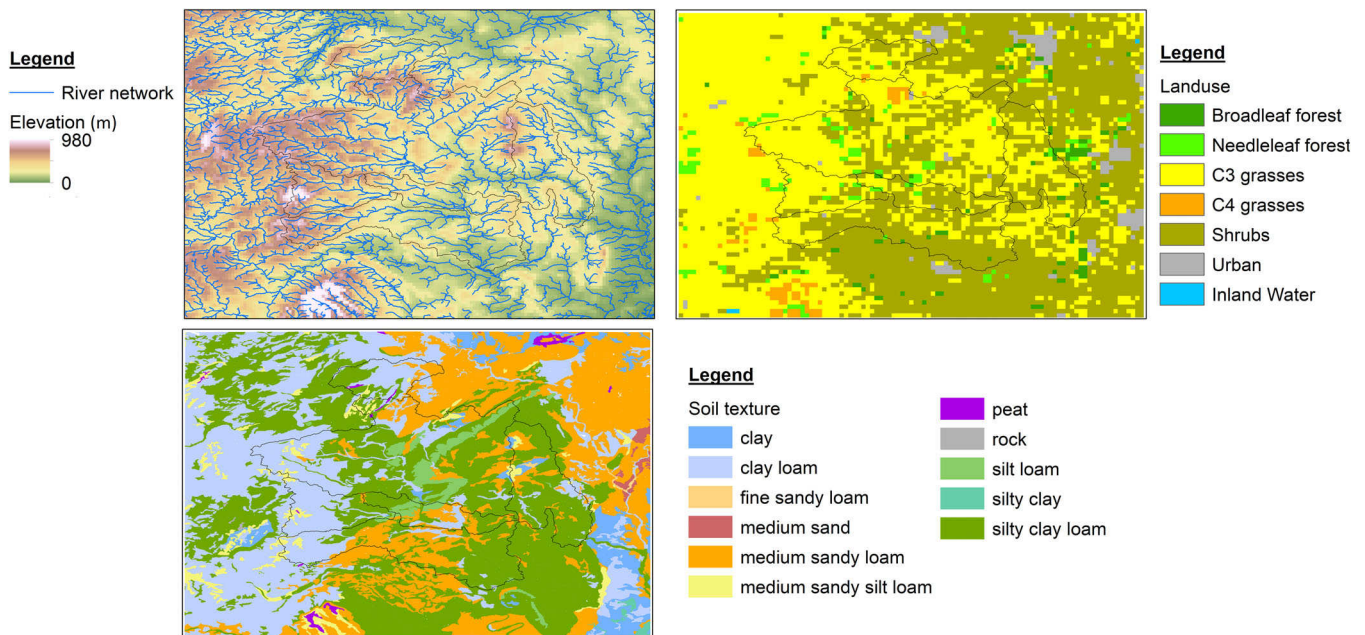 Legend
River network
Elevation (m)
980
0
Legend
Landuse
Broadleaf forest
Needleleaf forest
C3 grasses
C4 grasses
Shrubs
Urban
Inland Water
Legend
Soil texture
clay
clay loam
fine sandy loam
medium sand
medium sandy loam
medium sandy silt loam
peat
rock
silt loam
silty clay
silty clay loam